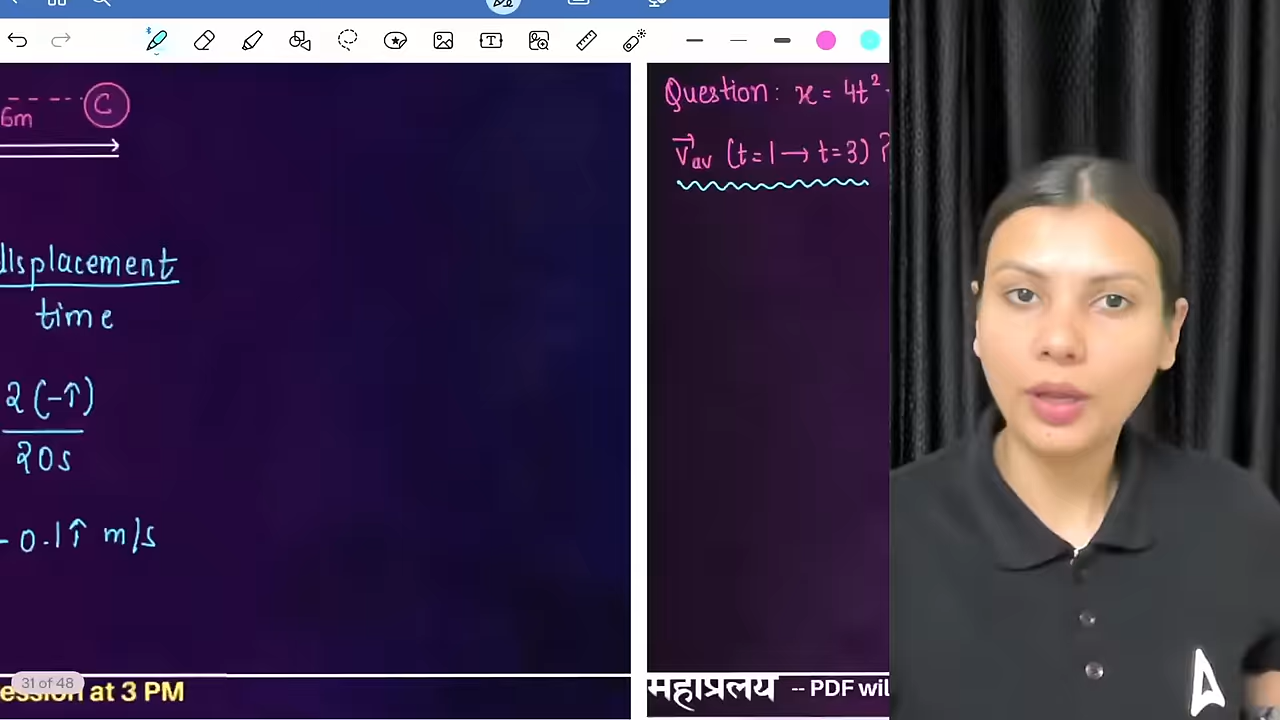 6m C
displacement
time
2 (-î)
20s
- 0.1î m/s
31 of 48
ession at 3 PM
Question: x = 4t²
v⃗av (t=1 → t=3) ?
महाप्रलय -- PDF wil